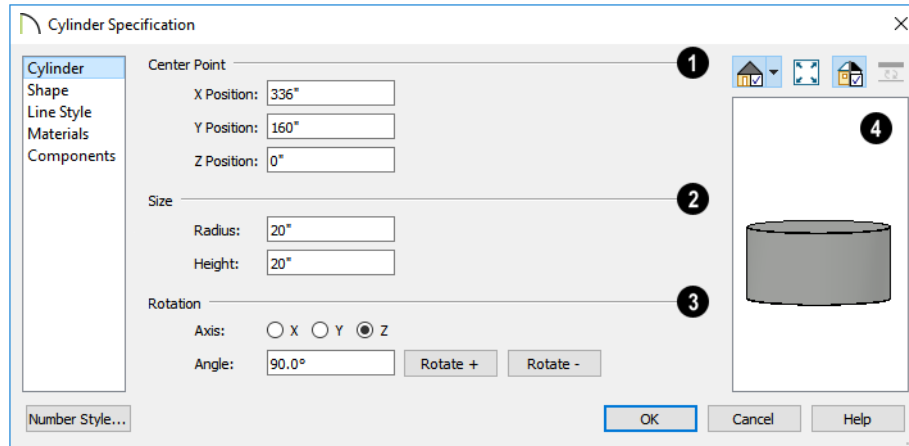 Cylinder Specification
Cylinder
Shape
Line Style
Materials
Components
Center Point
1
X Position: 336"
Y Position: 160"
Z Position: 0"
Size
2
Radius: 20"
Height: 20"
Rotation
3
Axis: X Y Z
Angle: 90.0° Rotate + Rotate -
4
Number Style... OK Cancel Help